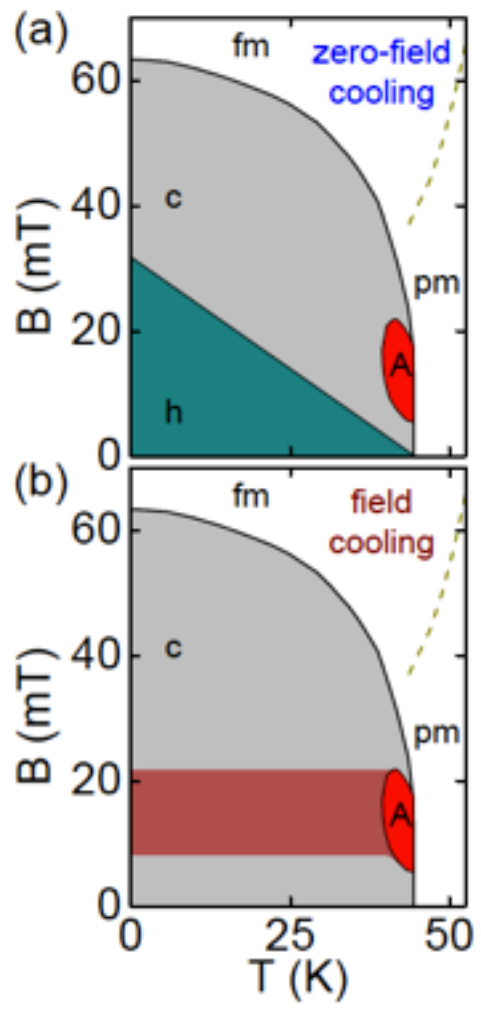 (a)
fm
zero-field
cooling
60
c
40
B (mT)
pm
20
A
h
0
(b)
fm
field
cooling
60
c
40
B (mT)
pm
20
A
0
0 25 50
T (K)